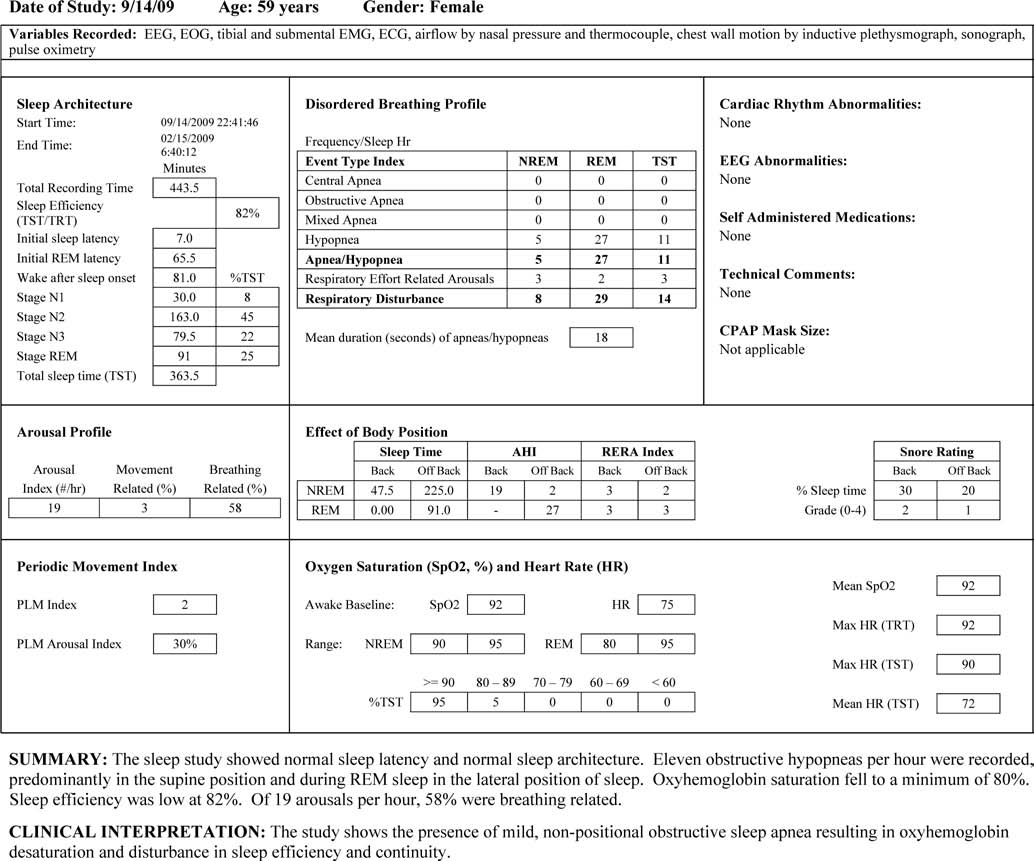 Date of Study: 9/14/09 Age: 59 years Gender: Female
Variables Recorded: EEG, EOG, tibial and submental EMG, ECG, airflow by nasal pressure and thermocouple, chest wall motion by inductive plethysmograph, sonograph,
pulse oximetry
Sleep Architecture
Start Time: 09/14/2009 22:41:46
End Time: 02/15/2009
6:40:12
Minutes
Total Recording Time 443.5
Sleep Efficiency
(TST/TRT) 82%
Initial sleep latency 7.0
Initial REM latency 65.5
Wake after sleep onset 81.0 %TST
Stage N1 30.0 8
Stage N2 163.0 45
Stage N3 79.5 22
Stage REM 91 25
Total sleep time (TST) 363.5
Disordered Breathing Profile
Frequency/Sleep Hr
Event Type Index NREM REM TST
Central Apnea 0 0 0
Obstructive Apnea 0 0 0
Mixed Apnea 0 0 0
Hypopnea 5 27 11
Apnea/Hypopnea 5 27 11
Respiratory Effort Related Arousals 3 2 3
Respiratory Disturbance 8 29 14
Mean duration (seconds) of apneas/hypopneas 18
Cardiac Rhythm Abnormalities:
None
EEG Abnormalities:
None
Self Administered Medications:
None
Technical Comments:
None
CPAP Mask Size:
Not applicable
Arousal Profile
Arousal Movement Breathing
Index (#/hr) Related (%) Related (%)
19 3 58
Effect of Body Position
Sleep Time AHI RERA Index
Back Off Back Back Off Back Back Off Back
NREM 47.5 225.0 19 2 3 2
REM 0.00 91.0 - 27 3 3
Snore Rating
Back Off Back
% Sleep time 30 20
Grade (0-4) 2 1
Periodic Movement Index
PLM Index 2
PLM Arousal Index 30%
Oxygen Saturation (SpO2, %) and Heart Rate (HR)
Awake Baseline: SpO2 92 HR 75
Range: NREM 90 95 REM 80 95
>= 90 80 – 89 70 – 79 60 – 69 < 60
%TST 95 5 0 0 0
Mean SpO2 92
Max HR (TRT) 92
Max HR (TST) 90
Mean HR (TST) 72
SUMMARY: The sleep study showed normal sleep latency and normal sleep architecture. Eleven obstructive hypopneas per hour were recorded,
predominantly in the supine position and during REM sleep in the lateral position of sleep. Oxyhemoglobin saturation fell to a minimum of 80%.
Sleep efficiency was low at 82%. Of 19 arousals per hour, 58% were breathing related.
CLINICAL INTERPRETATION: The study shows the presence of mild, non-positional obstructive sleep apnea resulting in oxyhemoglobin
desaturation and disturbance in sleep efficiency and continuity.